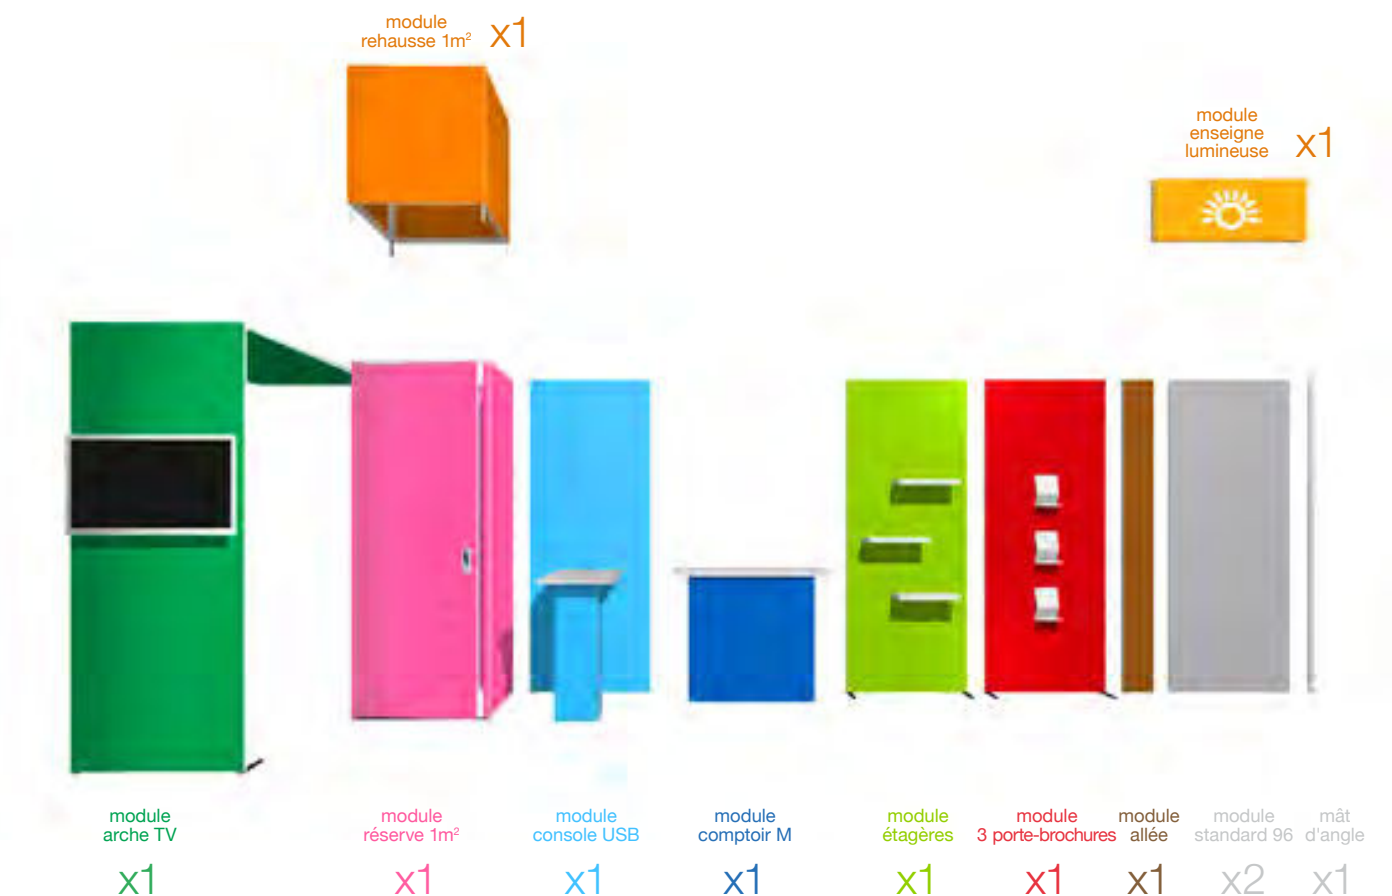 module
rehausse 1m² x1
module
enseigne
lumineuse x1
module
arche TV
x1
module
réserve 1m²
x1
module
console USB
x1
module
comptoir M
x1
module
étagères
x1
module
3 porte-brochures
x1
module
allée
x1
module
standard 96
x2
mât
d'angle
x1